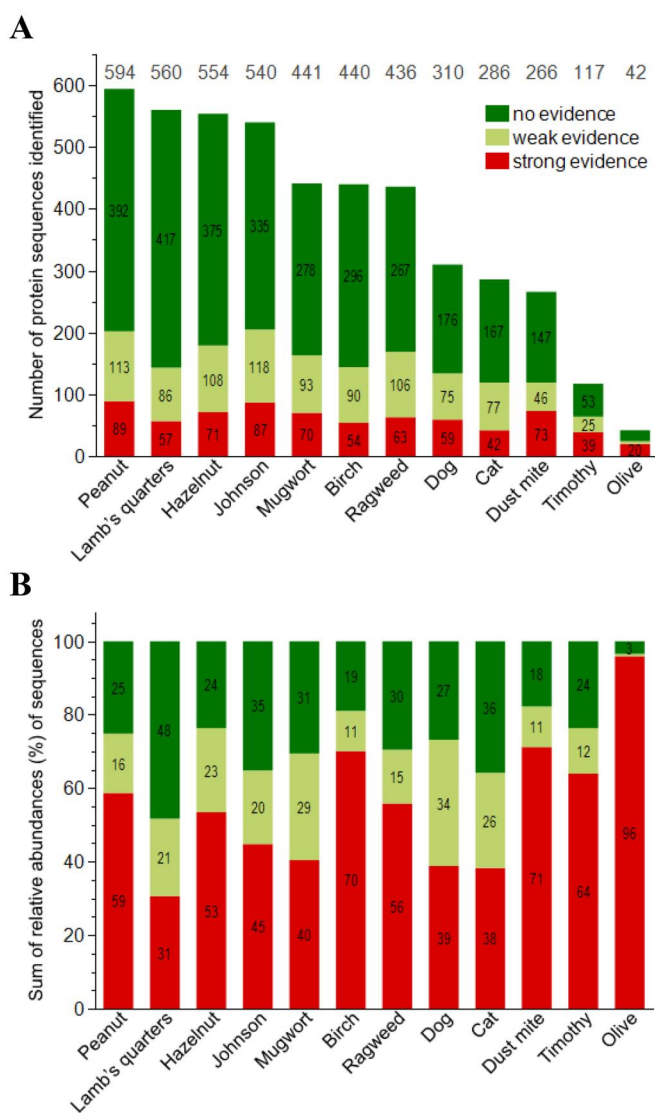 A
594 560 554 540 441 440 436 310 286 266 117 42
600
500
400
300
200
100
0
Number of protein sequences identified
no evidence
weak evidence
strong evidence
392 417 375 335 278 296 267 176 167 147 53
113 86 108 118 93 90 106 75 77 46 25
89 57 71 87 70 54 63 59 42 73 39 20
Peanut Lamb's quarters Hazelnut Johnson Mugwort Birch Ragweed Dog Cat Dust mite Timothy Olive
B
100
80
60
40
20
0
Sum of relative abundances (%) of sequences
25 48 24 35 31 19 30 27 36 18 24 3
16 21 23 20 29 11 15 34 26 11 12
59 31 53 45 40 70 56 39 38 71 64 96
Peanut Lamb's quarters Hazelnut Johnson Mugwort Birch Ragweed Dog Cat Dust mite Timothy Olive